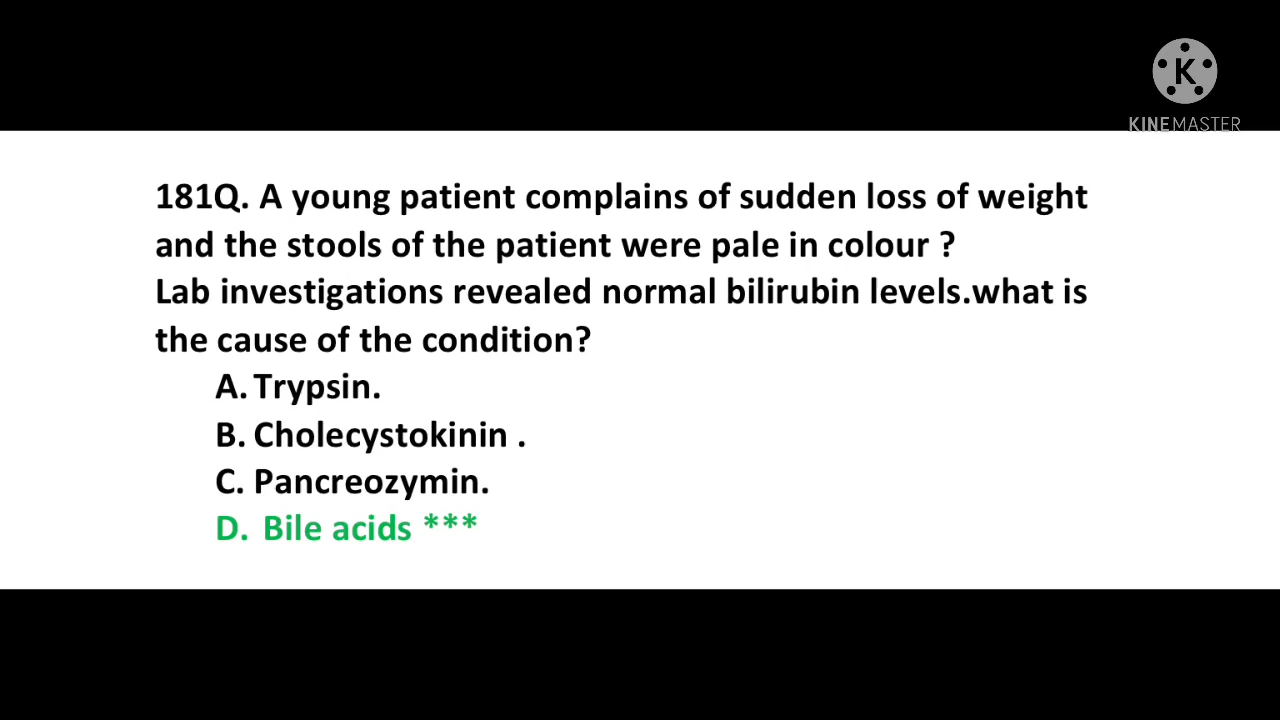 K
KINEMASTER
181Q. A young patient complains of sudden loss of weight
and the stools of the patient were pale in colour ?
Lab investigations revealed normal bilirubin levels.what is
the cause of the condition?
A. Trypsin.
B. Cholecystokinin .
C. Pancreozymin.
D. Bile acids ***